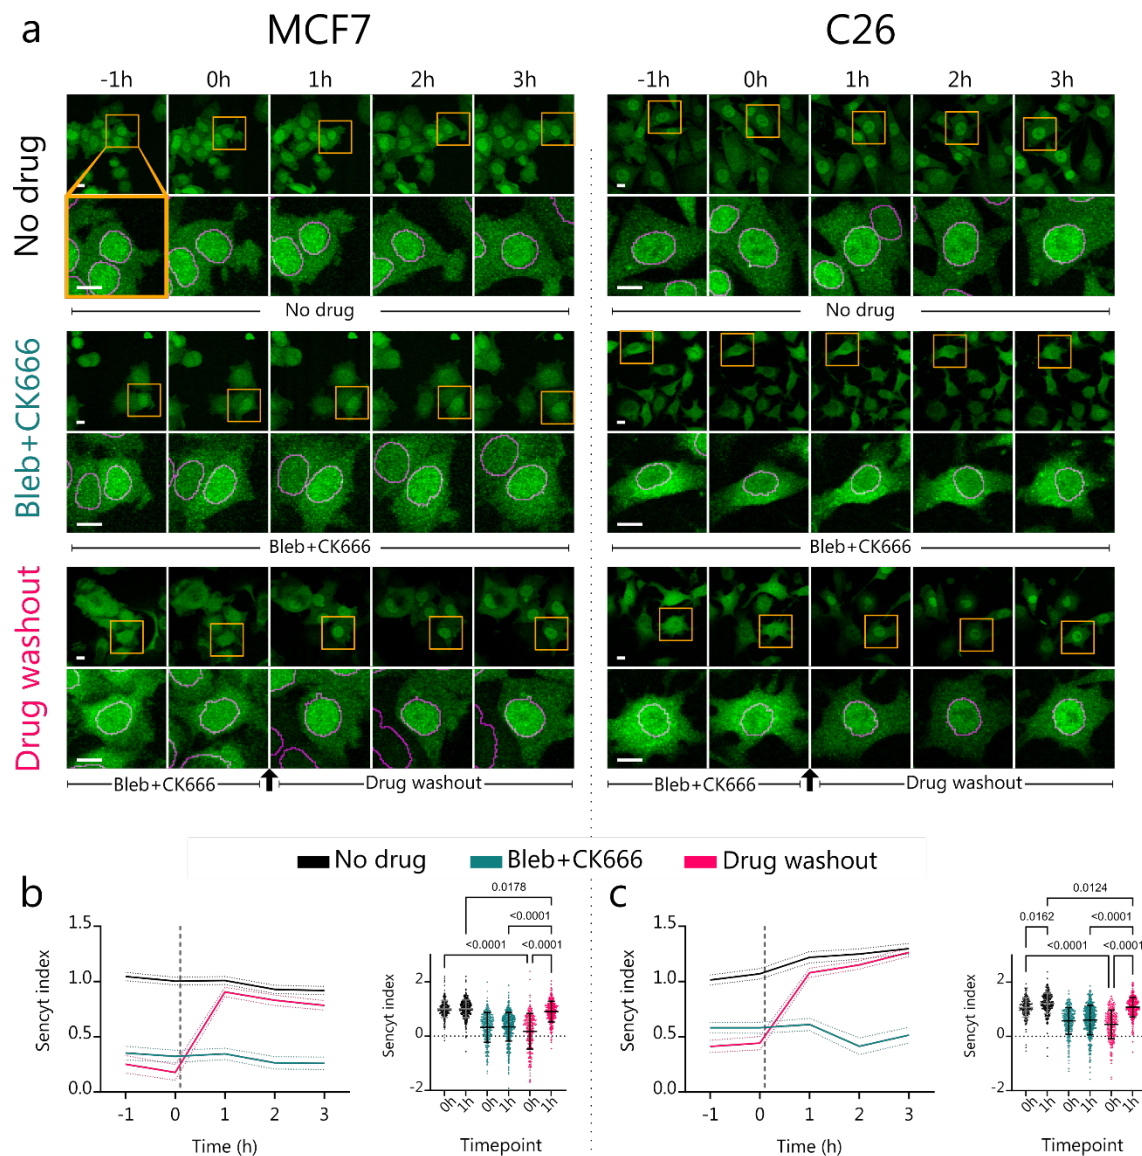 a
MCF7
C26
-1h 0h 1h 2h 3h
-1h 0h 1h 2h 3h
No drug
No drug
No drug
Bleb+CK666
Bleb+CK666
Bleb+CK666
Drug washout
Bleb+CK666
Drug washout
Bleb+CK666
Drug washout
No drug
Bleb+CK666
Drug washout
b
1.5
1.0
0.5
0.0
Sencyt index
-1 0 1 2 3
Time (h)
0.0178
<0.0001
<0.0001
<0.0001
2
0
-2
Sencyt index
0h 1h 0h 1h 0h 1h
Timepoint
c
1.5
1.0
0.5
0.0
Sencyt index
-1 0 1 2 3
Time (h)
0.0124
0.0162
<0.0001
<0.0001
<0.0001
2
0
-2
Sencyt index
0h 1h 0h 1h 0h 1h
Timepoint